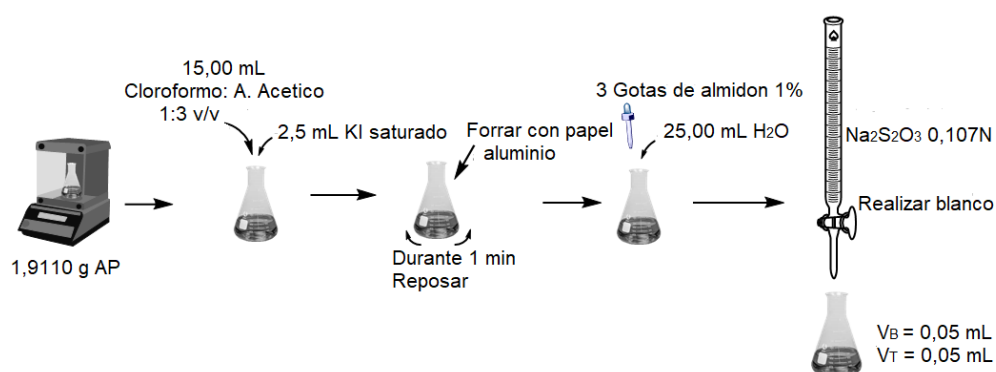 15,00 mL
Cloroformo: A. Acetico
1:3 v/v
2,5 mL KI saturado
1,9110 g AP
Forrar con papel
aluminio
Durante 1 min
Reposar
3 Gotas de almidon 1%
25,00 mL H2O
Na2S2O3 0,107N
Realizar blanco
VB = 0,05 mL
VT = 0,05 mL